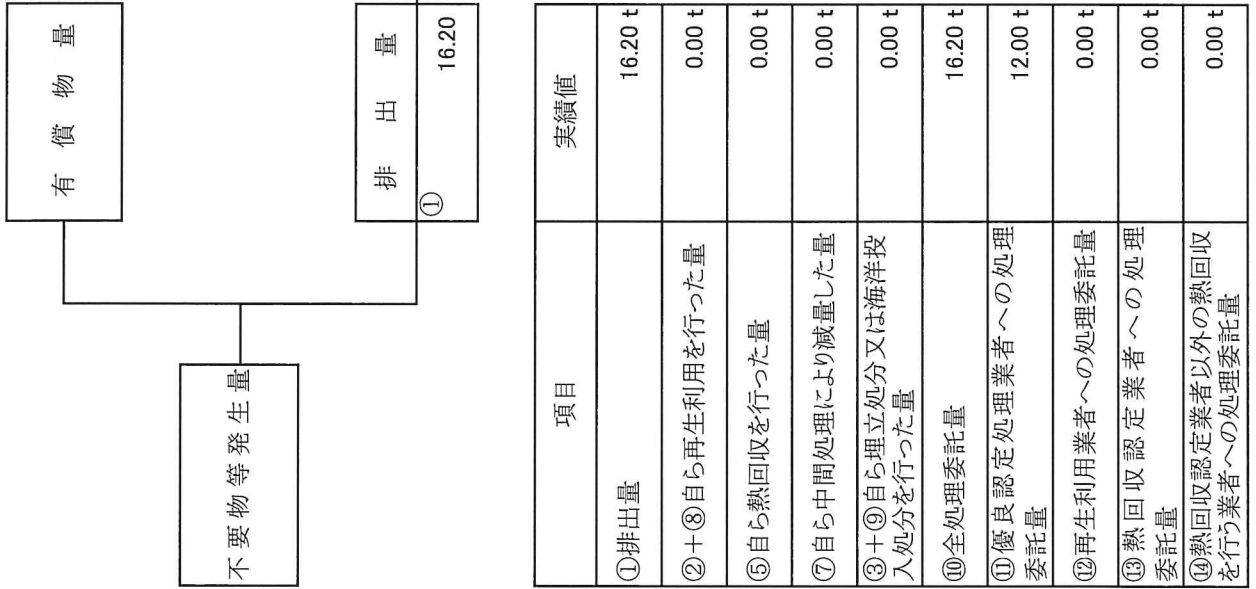 不要物等発生量
有償物量
排出量
① 16.20
項目 実績値
①排出量 16.20 t
②+⑧自ら再生利用を行った量 0.00 t
⑤自ら熱回収を行った量 0.00 t
⑦自ら中間処理により減量した量 0.00 t
③+⑨自ら埋立処分又は海洋投
入処分を行った量 0.00 t
⑩全処理委託量 16.20 t
⑪優良認定処理業者への処理
委託量 12.00 t
⑫再生利用業者への処理委託量 0.00 t
⑬熱回収認定業者への処理
委託量 0.00 t
⑭熱回収認定業者以外の熱回収
を行う業者への処理委託量 0.00 t